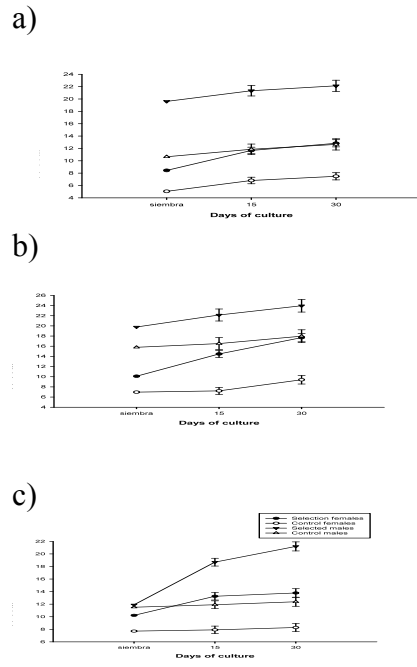 a)
24
22
20
18
16
14
12
10
8
6
4
siembra 15 30
Days of culture
b)
26
24
22
20
18
16
14
12
10
8
6
4
siembra 15 30
Days of culture
c)
Selection females
Control females
Selected males
Control males
22
20
18
16
14
12
10
8
6
siembra 15 30
Days of culture